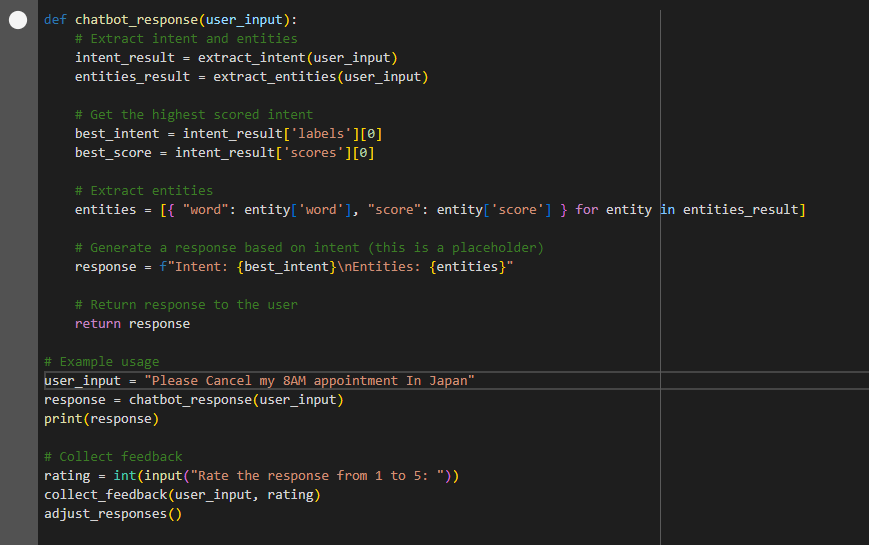 def chatbot_response(user_input):
    # Extract intent and entities
    intent_result = extract_intent(user_input)
    entities_result = extract_entities(user_input)

    # Get the highest scored intent
    best_intent = intent_result['labels'][0]
    best_score = intent_result['scores'][0]

    # Extract entities
    entities = [{ "word": entity['word'], "score": entity['score'] } for entity in entities_result]

    # Generate a response based on intent (this is a placeholder)
    response = f"Intent: {best_intent}\nEntities: {entities}"

    # Return response to the user
    return response

# Example usage
user_input = "Please Cancel my 8AM appointment In Japan"
response = chatbot_response(user_input)
print(response)

# Collect feedback
rating = int(input("Rate the response from 1 to 5: "))
collect_feedback(user_input, rating)
adjust_responses()